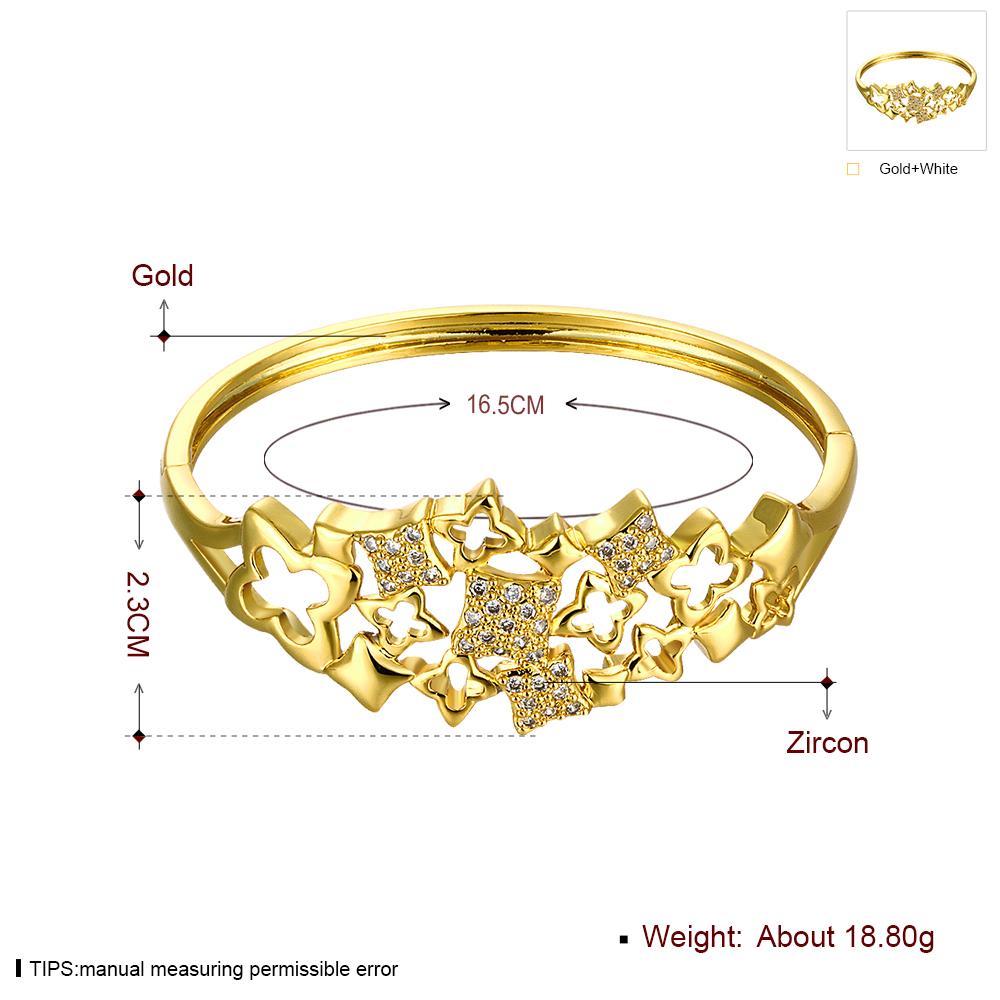 Gold+White
Gold
16.5CM
2.3CM
Zircon
Weight: About 18.80g
TIPS:manual measuring permissible error